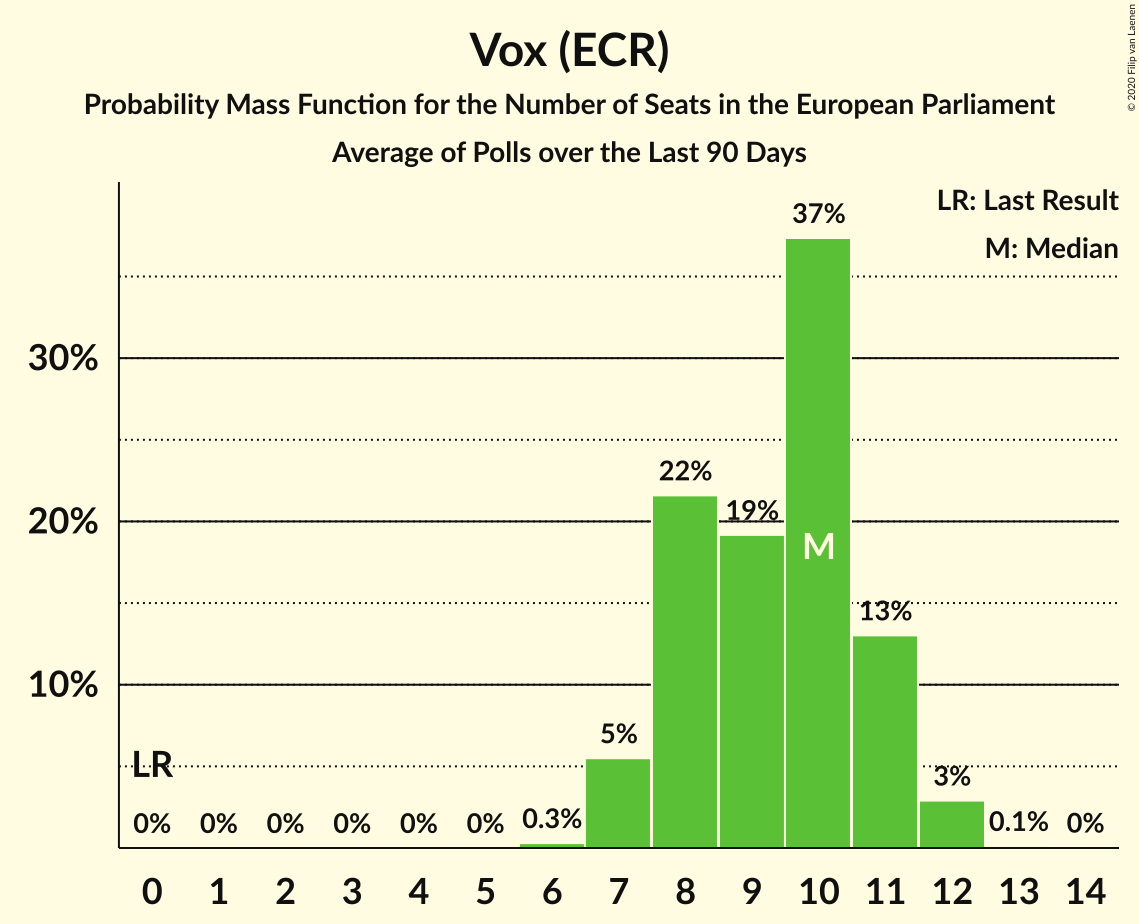 Vox (ECR)
Probability Mass Function for the Number of Seats in the European Parliament
Average of Polls over the Last 90 Days
© 2020 Filip van Laenen
LR: Last Result
M: Median
37%
30%
22%
19%
20%
M
13%
10%
5%
LR
3%
0% 0% 0% 0% 0% 0% 0.3% 0.1% 0%
0 1 2 3 4 5 6 7 8 9 10 11 12 13 14